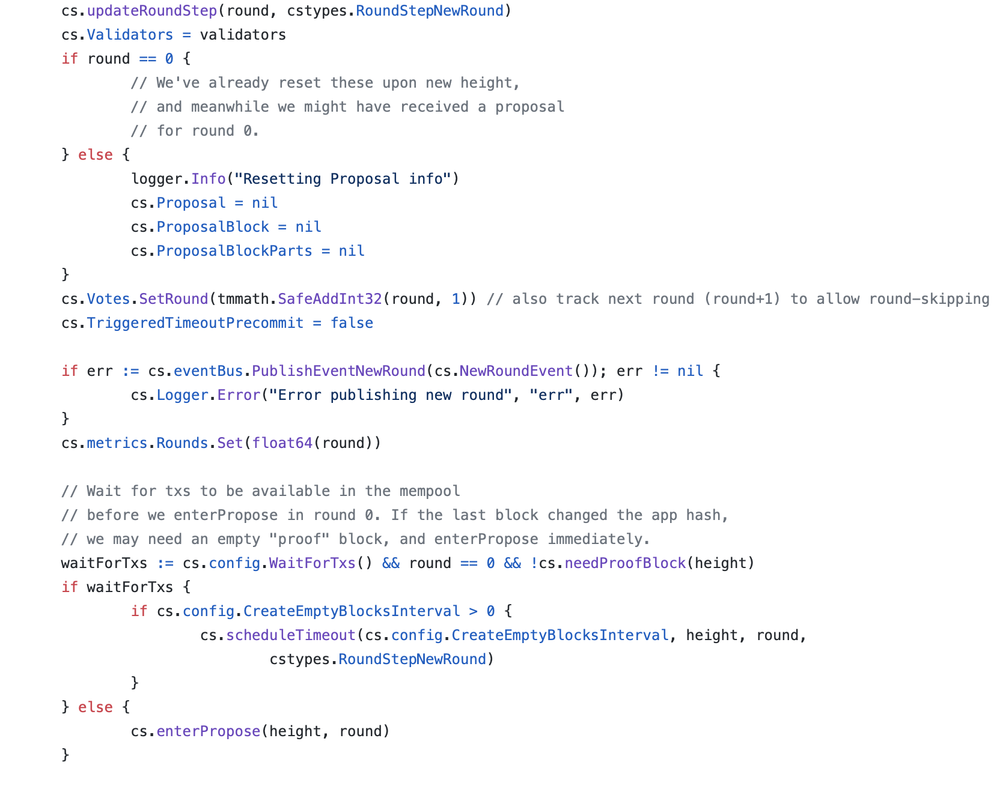 cs.updateRoundStep(round, cstypes.RoundStepNewRound)
cs.Validators = validators
if round == 0 {
// We've already reset these upon new height,
// and meanwhile we might have received a proposal
// for round 0.
} else {
logger.Info("Resetting Proposal info")
cs.Proposal = nil
cs.ProposalBlock = nil
cs.ProposalBlockParts = nil
}
cs.Votes.SetRound(tmmath.SafeAddInt32(round, 1)) // also track next round (round+1) to allow round-skipping
cs.TriggeredTimeoutPrecommit = false
if err := cs.eventBus.PublishEventNewRound(cs.NewRoundEvent()); err != nil {
cs.Logger.Error("Error publishing new round", "err", err)
}
cs.metrics.Rounds.Set(float64(round))
// Wait for txs to be available in the mempool
// before we enterPropose in round 0. If the last block changed the app hash,
// we may need an empty "proof" block, and enterPropose immediately.
waitForTxs := cs.config.WaitForTxs() && round == 0 && !cs.needProofBlock(height)
if waitForTxs {
if cs.config.CreateEmptyBlocksInterval > 0 {
cs.scheduleTimeout(cs.config.CreateEmptyBlocksInterval, height, round,
cstypes.RoundStepNewRound)
}
} else {
cs.enterPropose(height, round)
}